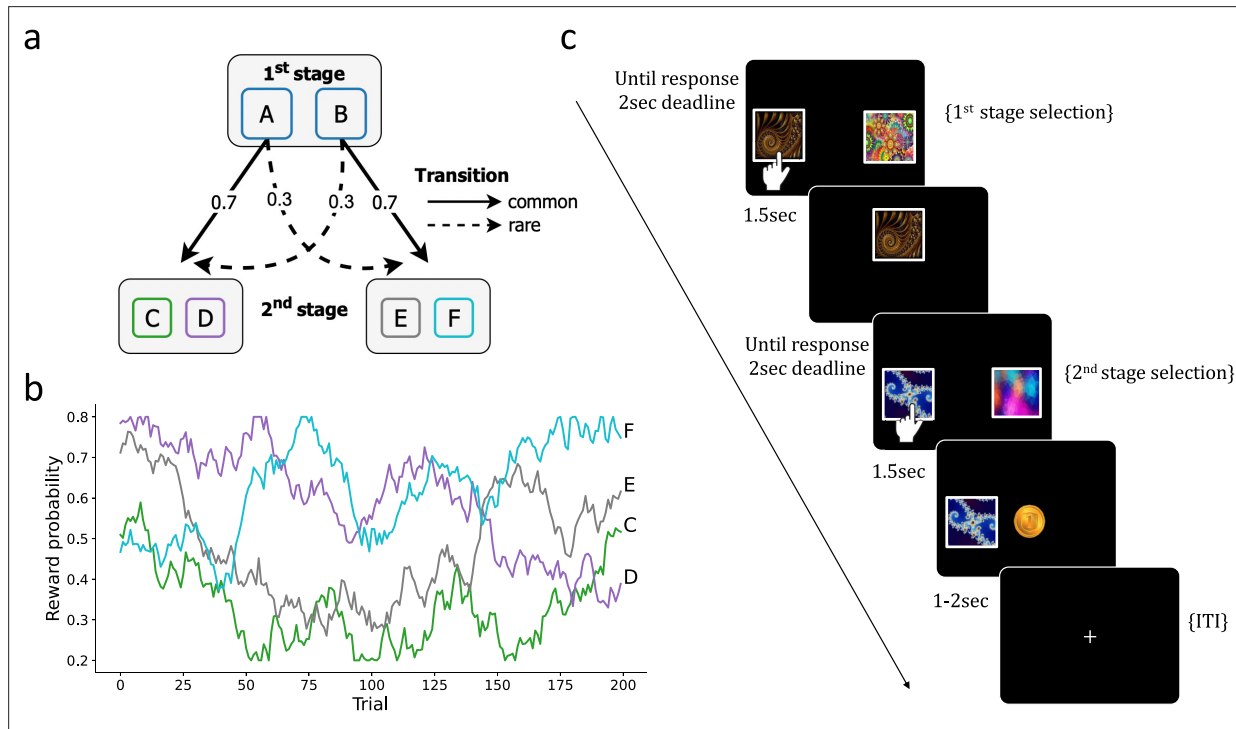 a
1st stage
A B
0.7 0.3 0.3 0.7
Transition
common
rare
C D
2nd stage
E F
b
Reward probability
0.8
0.7
0.6
0.5
0.4
0.3
0.2
0 25 50 75 100 125 150 175 200
Trial
F
E
C
D
c
Until response
2sec deadline
{1st stage selection}
1.5sec
Until response
2sec deadline
{2nd stage selection}
1.5sec
1-2sec
{ITI}